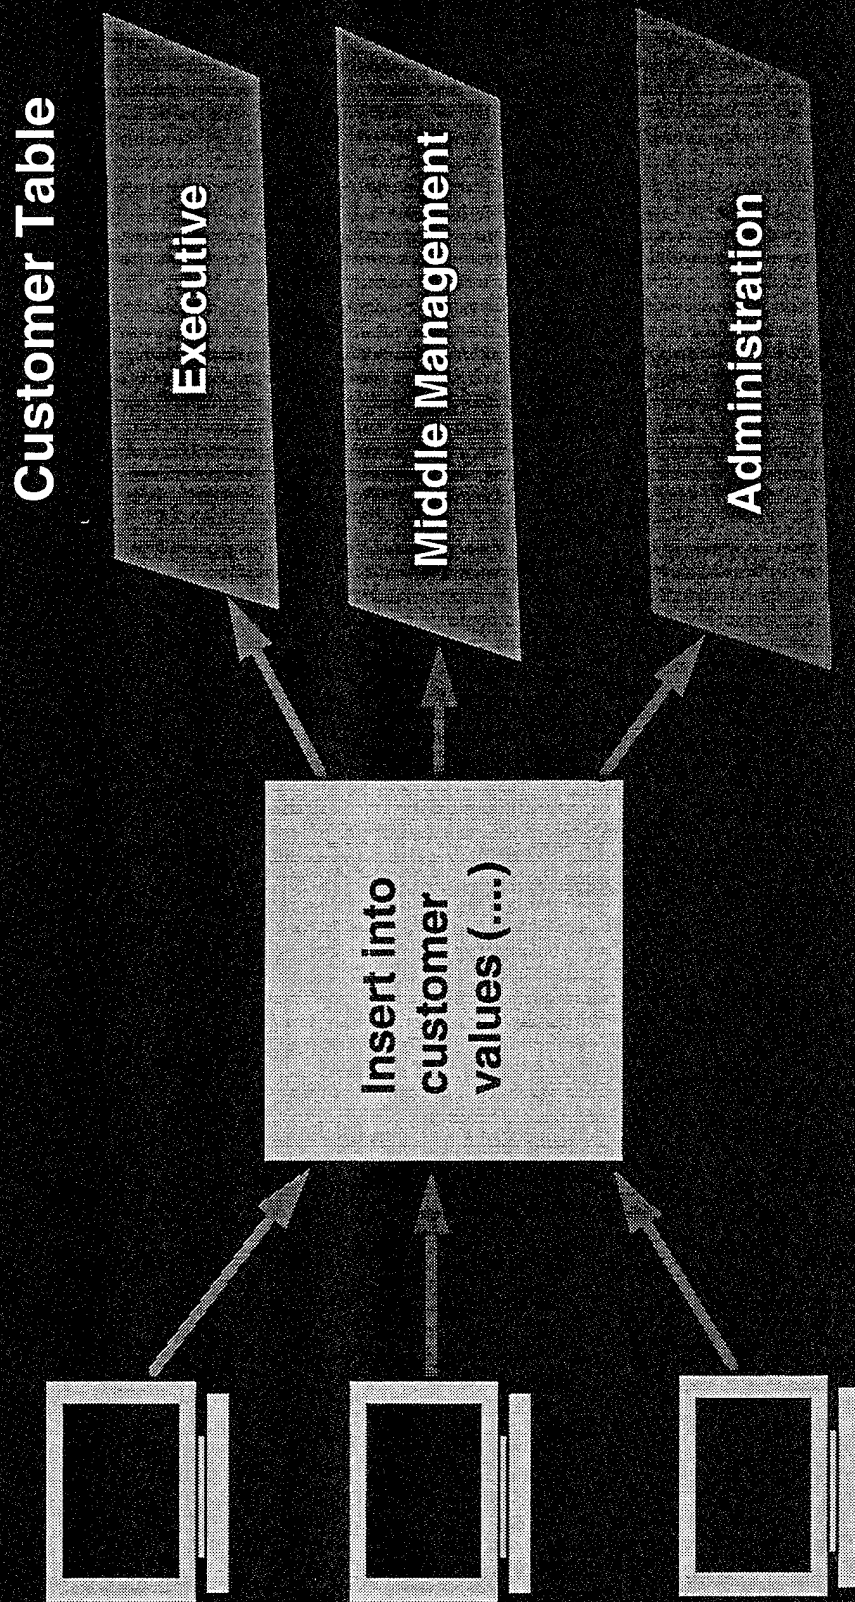 Customer Table
Executive
Middle Management
Administration
Insert into
customer
values (....)